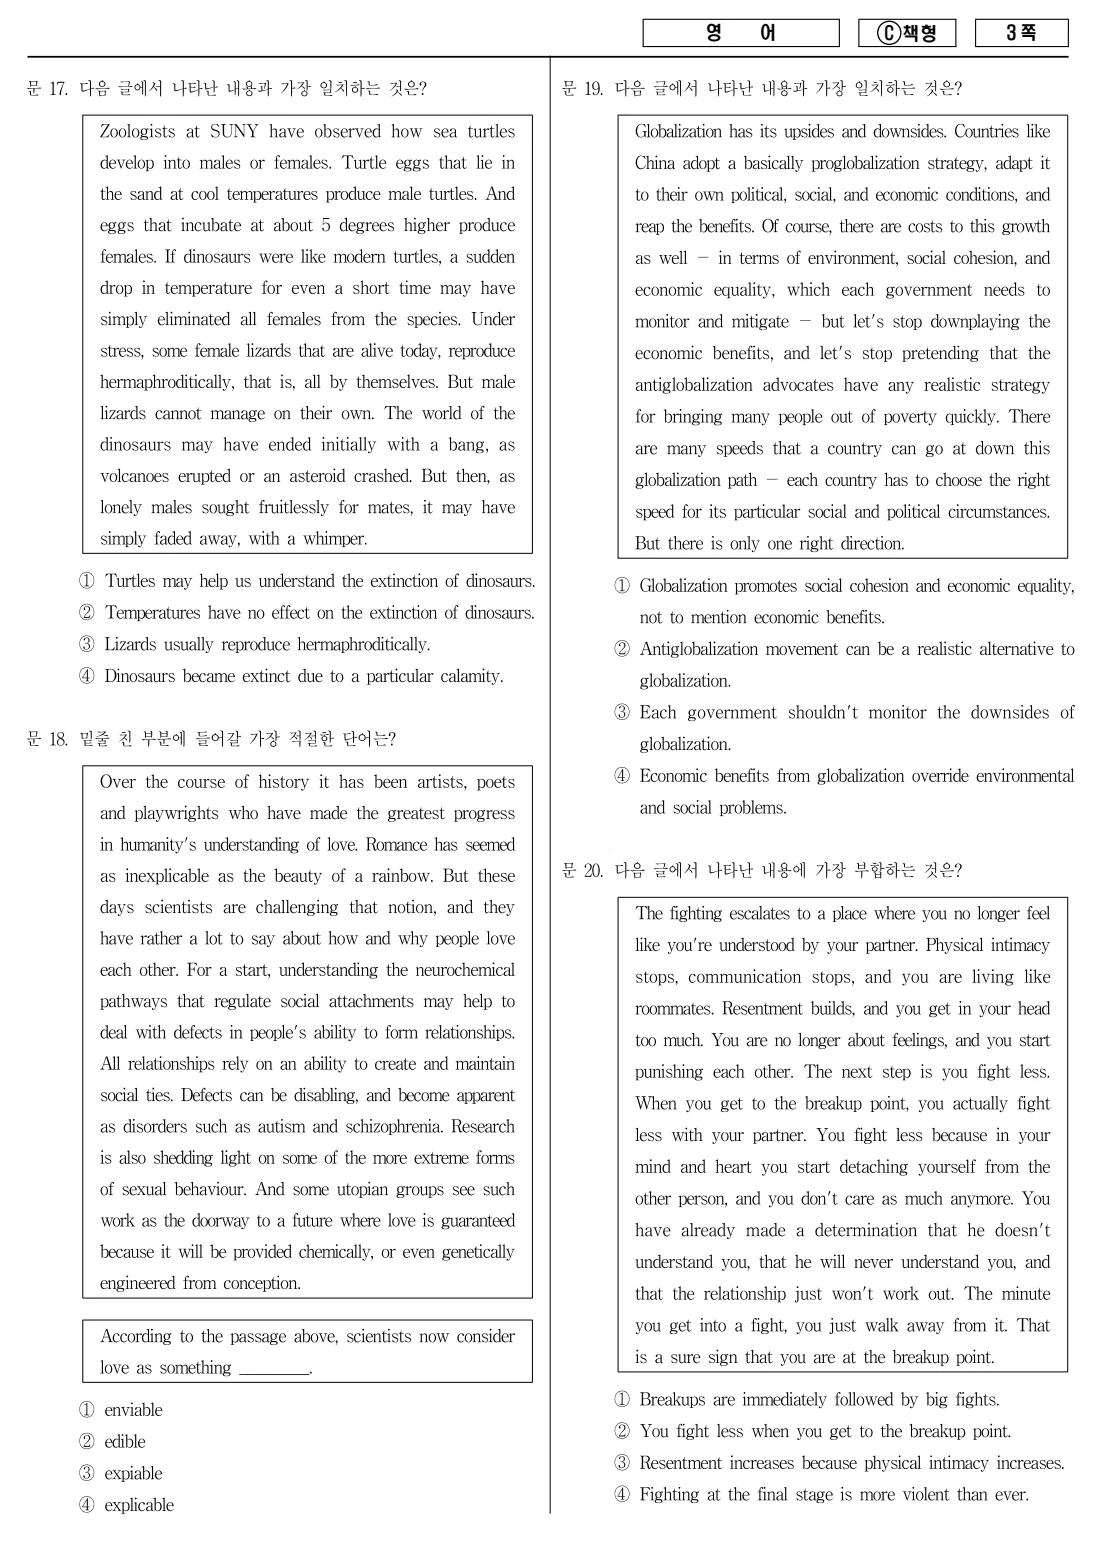 영 어
Ⓒ책형
3쪽
문 17. 다음 글에서 나타난 내용과 가장 일치하는 것은?
Zoologists at SUNY have observed how sea turtles
develop into males or females. Turtle eggs that lie in
the sand at cool temperatures produce male turtles. And
eggs that incubate at about 5 degrees higher produce
females. If dinosaurs were like modern turtles, a sudden
drop in temperature for even a short time may have
simply eliminated all females from the species. Under
stress, some female lizards that are alive today, reproduce
hermaphroditically, that is, all by themselves. But male
lizards cannot manage on their own. The world of the
dinosaurs may have ended initially with a bang, as
volcanoes erupted or an asteroid crashed. But then, as
lonely males sought fruitlessly for mates, it may have
simply faded away, with a whimper.
① Turtles may help us understand the extinction of dinosaurs.
② Temperatures have no effect on the extinction of dinosaurs.
③ Lizards usually reproduce hermaphroditically.
④ Dinosaurs became extinct due to a particular calamity.
문 18. 밑줄 친 부분에 들어갈 가장 적절한 단어는?
Over the course of history it has been artists, poets
and playwrights who have made the greatest progress
in humanity's understanding of love. Romance has seemed
as inexplicable as the beauty of a rainbow. But these
days scientists are challenging that notion, and they
have rather a lot to say about how and why people love
each other. For a start, understanding the neurochemical
pathways that regulate social attachments may help to
deal with defects in people's ability to form relationships.
All relationships rely on an ability to create and maintain
social ties. Defects can be disabling, and become apparent
as disorders such as autism and schizophrenia. Research
is also shedding light on some of the more extreme forms
of sexual behaviour. And some utopian groups see such
work as the doorway to a future where love is guaranteed
because it will be provided chemically, or even genetically
engineered from conception.
According to the passage above, scientists now consider
love as something ________.
① enviable
② edible
③ expiable
④ explicable
문 19. 다음 글에서 나타난 내용과 가장 일치하는 것은?
Globalization has its upsides and downsides. Countries like
China adopt a basically proglobalization strategy, adapt it
to their own political, social, and economic conditions, and
reap the benefits. Of course, there are costs to this growth
as well － in terms of environment, social cohesion, and
economic equality, which each government needs to
monitor and mitigate － but let's stop downplaying the
economic benefits, and let's stop pretending that the
antiglobalization advocates have any realistic strategy
for bringing many people out of poverty quickly. There
are many speeds that a country can go at down this
globalization path － each country has to choose the right
speed for its particular social and political circumstances.
But there is only one right direction.
① Globalization promotes social cohesion and economic equality,
not to mention economic benefits.
② Antiglobalization movement can be a realistic alternative to
globalization.
③ Each government shouldn't monitor the downsides of
globalization.
④ Economic benefits from globalization override environmental
and social problems.
문 20. 다음 글에서 나타난 내용에 가장 부합하는 것은?
The fighting escalates to a place where you no longer feel
like you're understood by your partner. Physical intimacy
stops, communication stops, and you are living like
roommates. Resentment builds, and you get in your head
too much. You are no longer about feelings, and you start
punishing each other. The next step is you fight less.
When you get to the breakup point, you actually fight
less with your partner. You fight less because in your
mind and heart you start detaching yourself from the
other person, and you don't care as much anymore. You
have already made a determination that he doesn't
understand you, that he will never understand you, and
that the relationship just won't work out. The minute
you get into a fight, you just walk away from it. That
is a sure sign that you are at the breakup point.
① Breakups are immediately followed by big fights.
② You fight less when you get to the breakup point.
③ Resentment increases because physical intimacy increases.
④ Fighting at the final stage is more violent than ever.